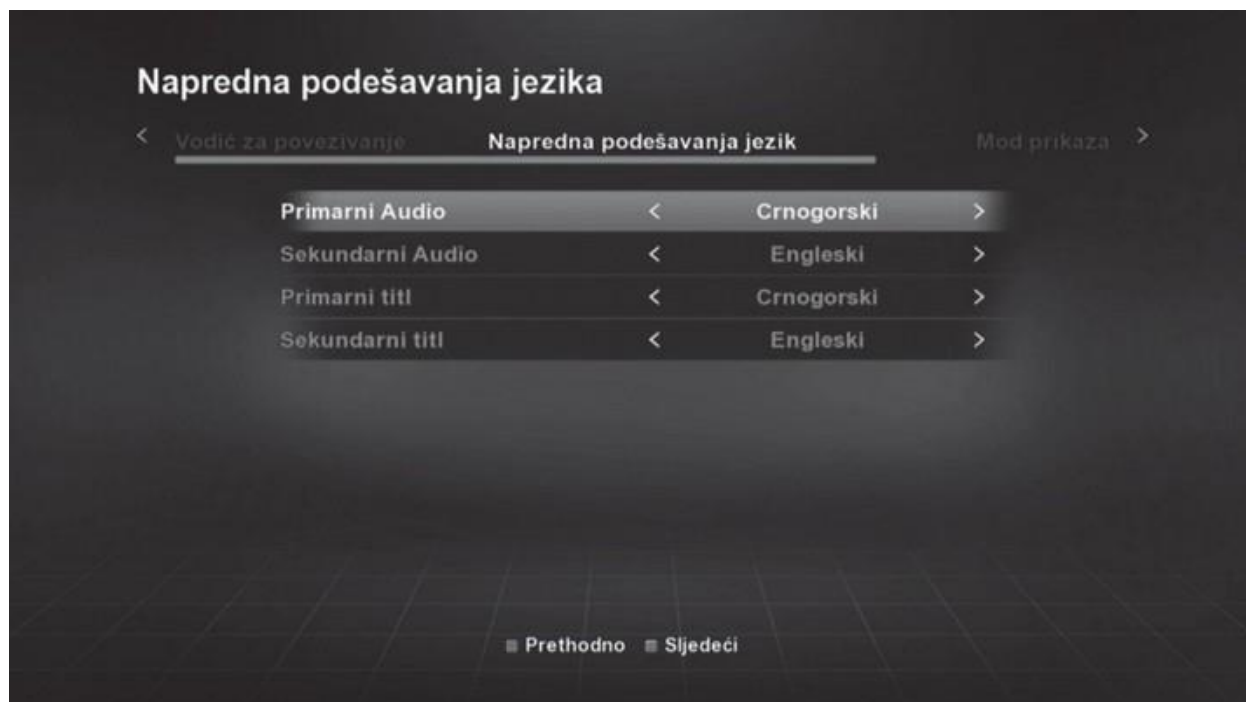 Napredna podešavanja jezika
< Vodić za povezivanje Napredna podešavanja jezik Mod prikaza >
Primarni Audio < Crnogorski >
Sekundarni Audio < Engleski >
Primarni titl < Crnogorski >
Sekundarni titl < Engleski >
Prethodno Sljedeći